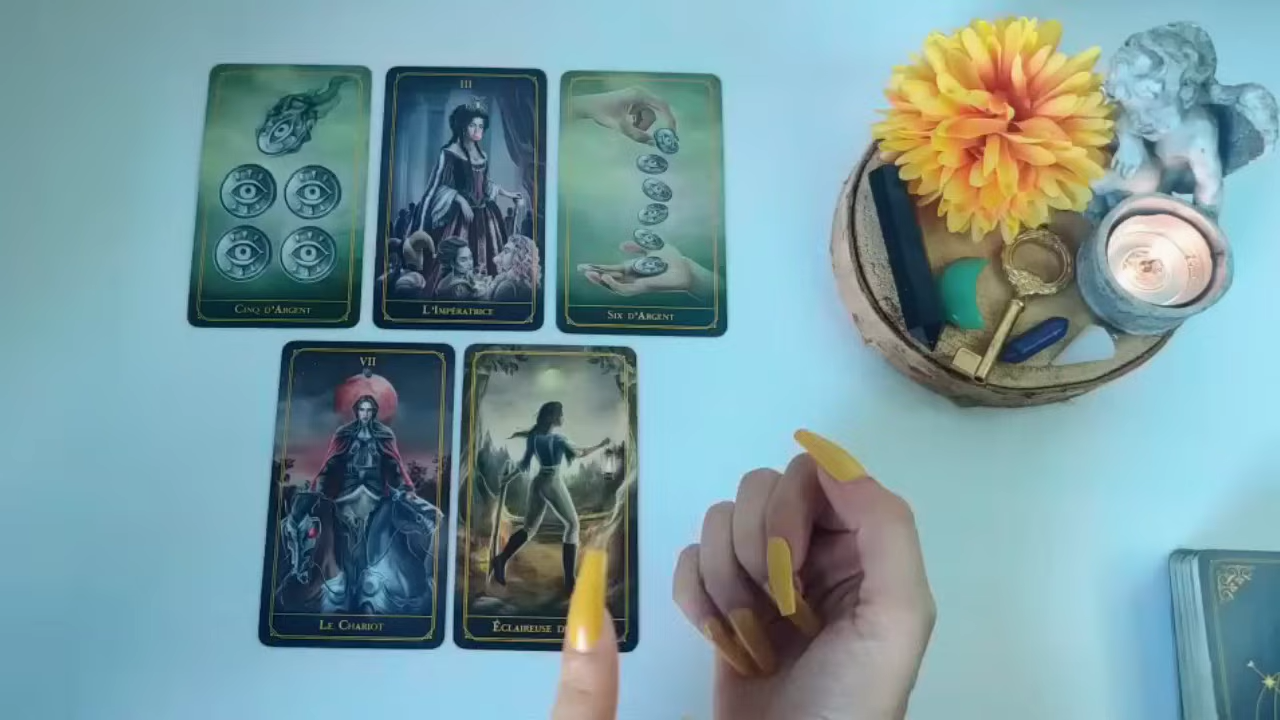 CINQ D'ARGENT
III
L'IMPÉRATRICE
SIX D'ARGENT
VII
LE CHARIOT
ÉCLAIREUSE